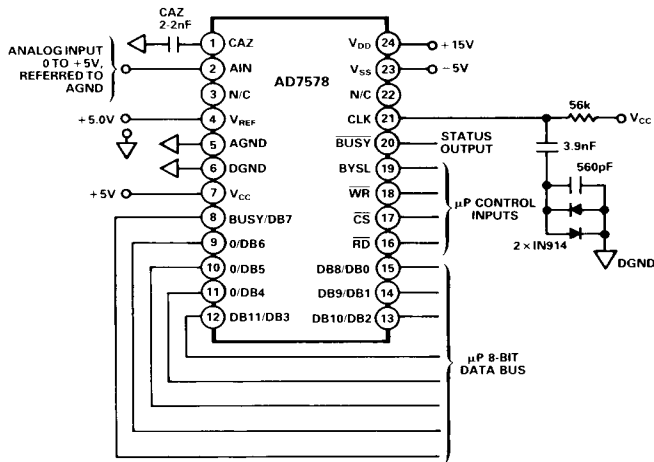 CAZ
2-2nF
ANALOG INPUT
0 TO +5V,
REFERRED TO
AGND
+5.0V
+5V
AD7578
1 CAZ
2 AIN
3 N/C
4 VREF
5 AGND
6 DGND
7 VCC
8 BUSY/DB7
9 0/DB6
10 0/DB5
11 0/DB4
12 DB11/DB3
VDD 24
VSS 23
N/C 22
CLK 21
BUSY 20
BYSL 19
WR 18
CS 17
RD 16
DB8/DB0 15
DB9/DB1 14
DB10/DB2 13
+15V
−5V
56k
VCC
STATUS
OUTPUT
3.9nF
560pF
µP CONTROL
INPUTS
2 × IN914
DGND
µP 8-BIT
DATA BUS